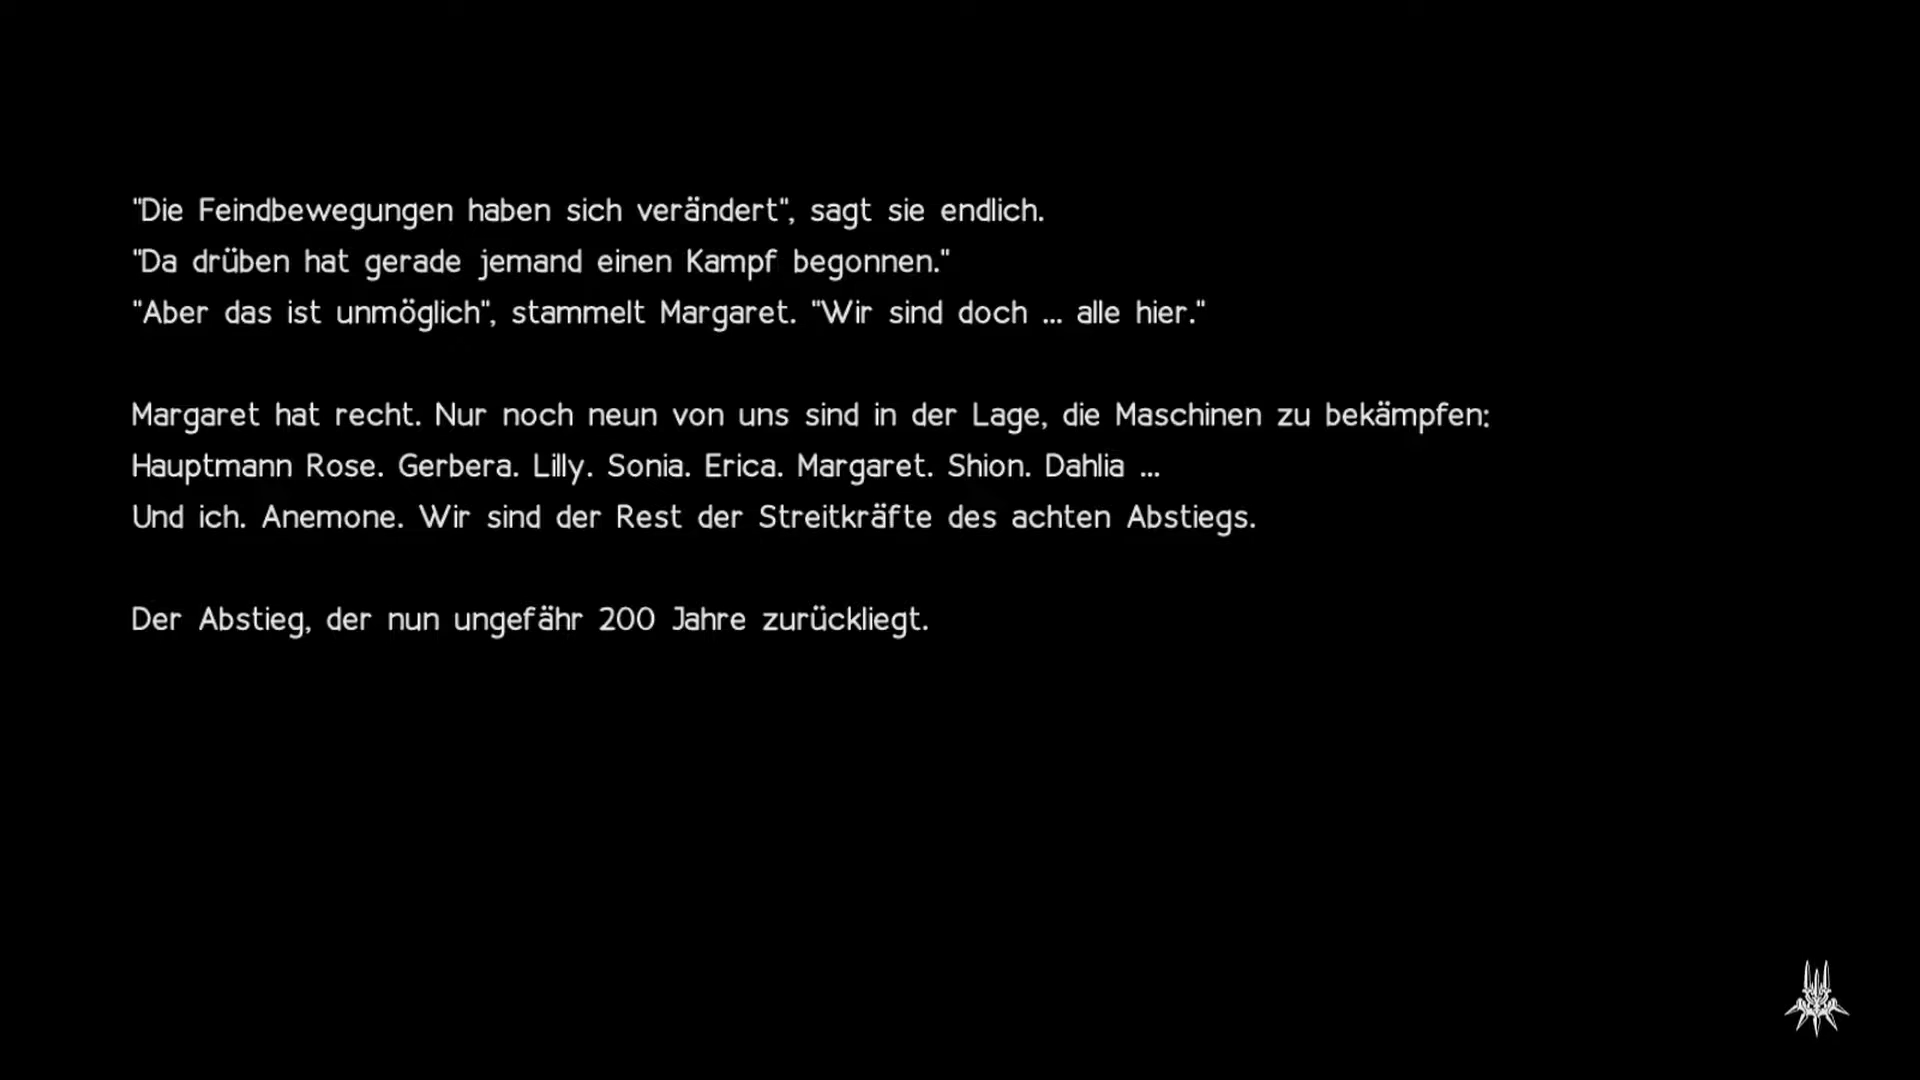 "Die Feindbewegungen haben sich verändert", sagt sie endlich.
"Da drüben hat gerade jemand einen Kampf begonnen."
"Aber das ist unmöglich", stammelt Margaret. "Wir sind doch ... alle hier."
Margaret hat recht. Nur noch neun von uns sind in der Lage, die Maschinen zu bekämpfen:
Hauptmann Rose. Gerbera. Lilly. Sonia. Erica. Margaret. Shion. Dahlia ...
Und ich. Anemone. Wir sind der Rest der Streitkräfte des achten Abstiegs.
Der Abstieg, der nun ungefähr 200 Jahre zurückliegt.